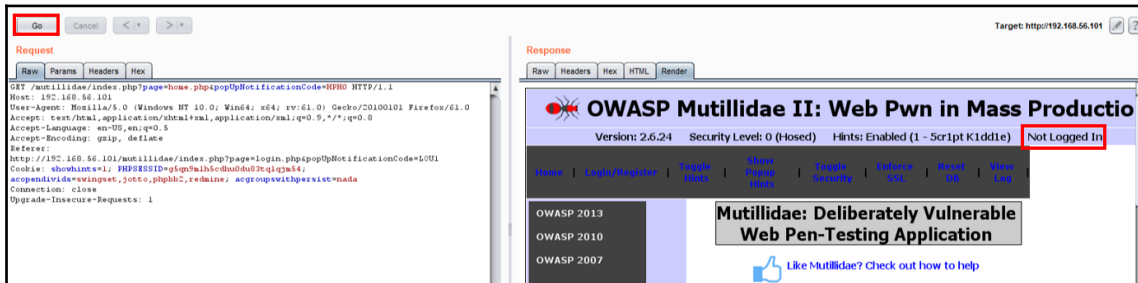 Go Cancel < > Target: http://192.168.56.101 ?
Request
Raw Params Headers Hex
GET /mutillidae/index.php?page=home.php&popUpNotificationCode=HPH0 HTTP/1.1
Host: 192.168.56.101
User-Agent: Mozilla/5.0 (Windows NT 10.0; Win64; x64; rv:61.0) Gecko/20100101 Firefox/61.0
Accept: text/html,application/xhtml+xml,application/xml;q=0.9,*/*;q=0.8
Accept-Language: en-US,en;q=0.5
Accept-Encoding: gzip, deflate
Referer:
http://192.168.56.101/mutillidae/index.php?page=login.php&popUpNotificationCode=L0U1
Cookie: showhints=1;
acopendivids=swingset,jotto,phpbb2,redmine; acgroupswithpersist=nada
Connection: close
Upgrade-Insecure-Requests: 1
Response
Raw Headers Hex HTML Render
OWASP Mutillidae II: Web Pwn in Mass Productio
Version: 2.6.24 Security Level: 0 (Hosed) Hints: Enabled (1 - 5cr1pt K1dd1e) Not Logged In
Home | Login/Register | Toggle Hints | Show Popup Hints | Toggle Security | Enforce SSL | Reset DB | View Log |
OWASP 2013
OWASP 2010
OWASP 2007
Mutillidae: Deliberately Vulnerable
Web Pen-Testing Application
Like Mutillidae? Check out how to help